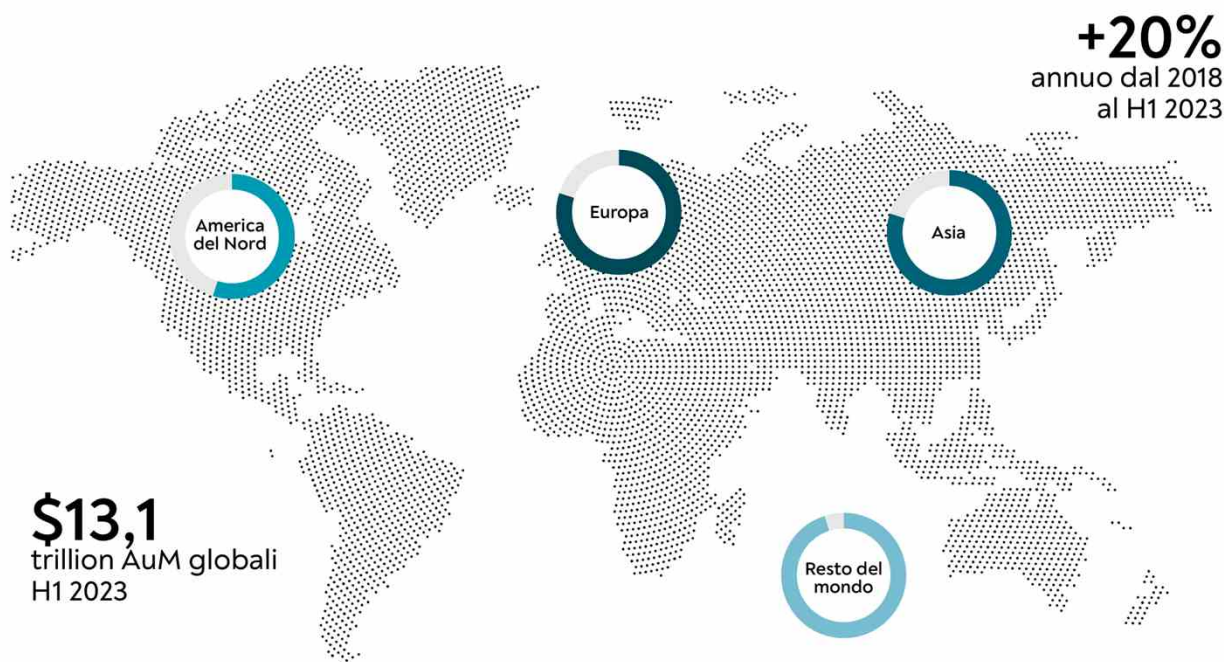 +20%
annuo dal 2018
al H1 2023
America
del Nord
Europa
Asia
$13,1
trillion AuM globali
H1 2023
Resto del
mondo